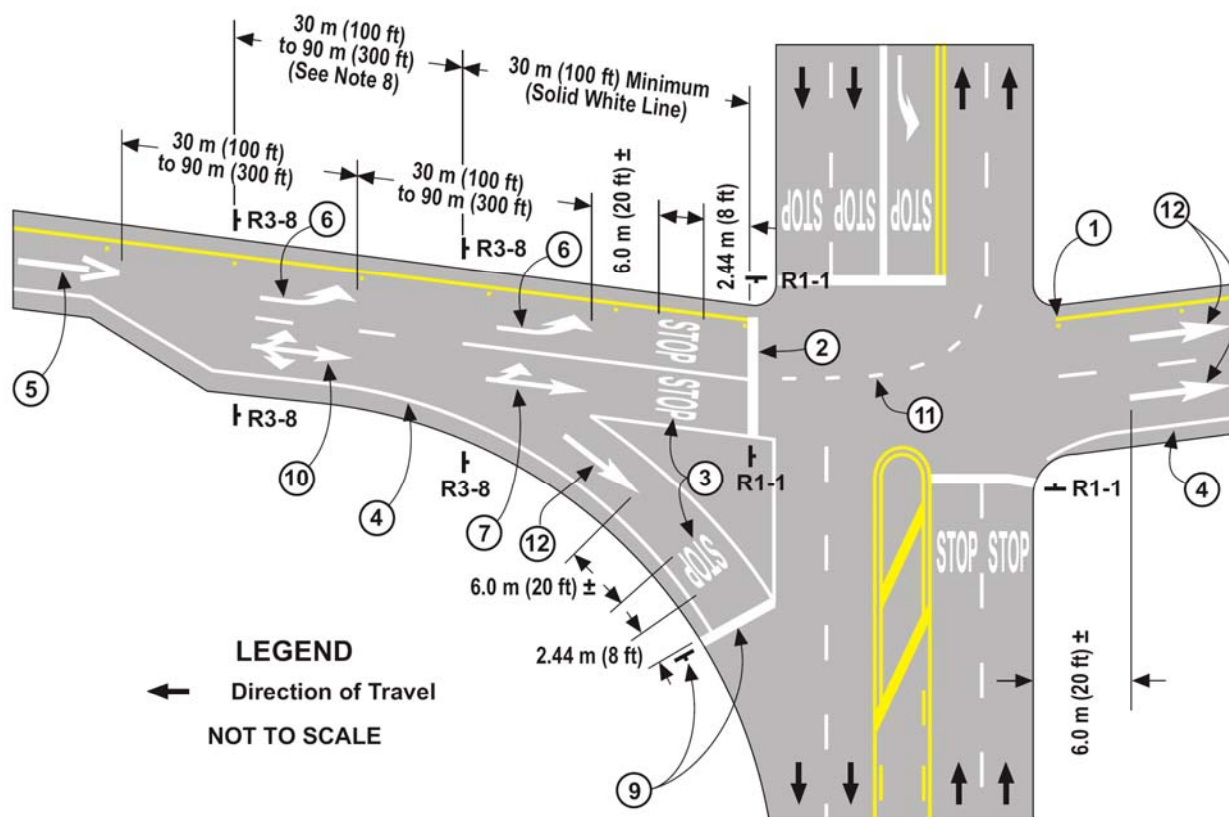 30 m (100 ft)
to 90 m (300 ft)
(See Note 8)
30 m (100 ft) Minimum
(Solid White Line)
30 m (100 ft)
to 90 m (300 ft)
30 m (100 ft)
to 90 m (300 ft)
6.0 m (20 ft) ±
2.44 m (8 ft)
STOP
STOP
STOP
12
1
R3-8
6
R3-8
6
R1-1
2
STOP
STOP
5
11
R3-8
10
4
R3-8
7
12
3
R1-1
R1-1
4
STOP
STOP STOP
6.0 m (20 ft) ±
2.44 m (8 ft)
6.0 m (20 ft) ±
9
LEGEND
Direction of Travel
NOT TO SCALE